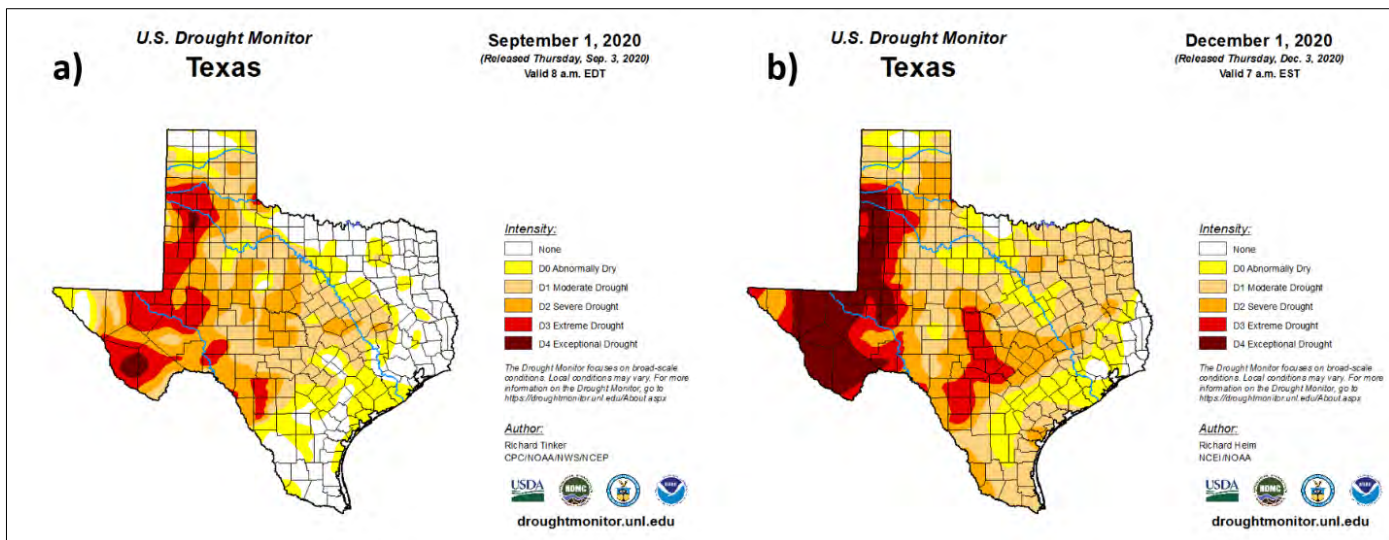 a)
U.S. Drought Monitor
Texas
September 1, 2020
(Released Thursday, Sep. 3, 2020)
Valid 8 a.m. EDT
Intensity:
None
D0 Abnormally Dry
D1 Moderate Drought
D2 Severe Drought
D3 Extreme Drought
D4 Exceptional Drought
The Drought Monitor focuses on broad-scale
conditions. Local conditions may vary. For more
information on the Drought Monitor, go to
https://droughtmonitor.unl.edu/About.aspx
Author:
Richard Tinker
CPC/NOAA/NWS/NCEP
USDA
NDMC
NOAA
droughtmonitor.unl.edu
b)
U.S. Drought Monitor
Texas
December 1, 2020
(Released Thursday, Dec. 3, 2020)
Valid 7 a.m. EST
Intensity:
None
D0 Abnormally Dry
D1 Moderate Drought
D2 Severe Drought
D3 Extreme Drought
D4 Exceptional Drought
The Drought Monitor focuses on broad-scale
conditions. Local conditions may vary. For more
information on the Drought Monitor, go to
https://droughtmonitor.unl.edu/About.aspx
Author:
Richard Heim
NCEI/NOAA
USDA
NDMC
NOAA
droughtmonitor.unl.edu